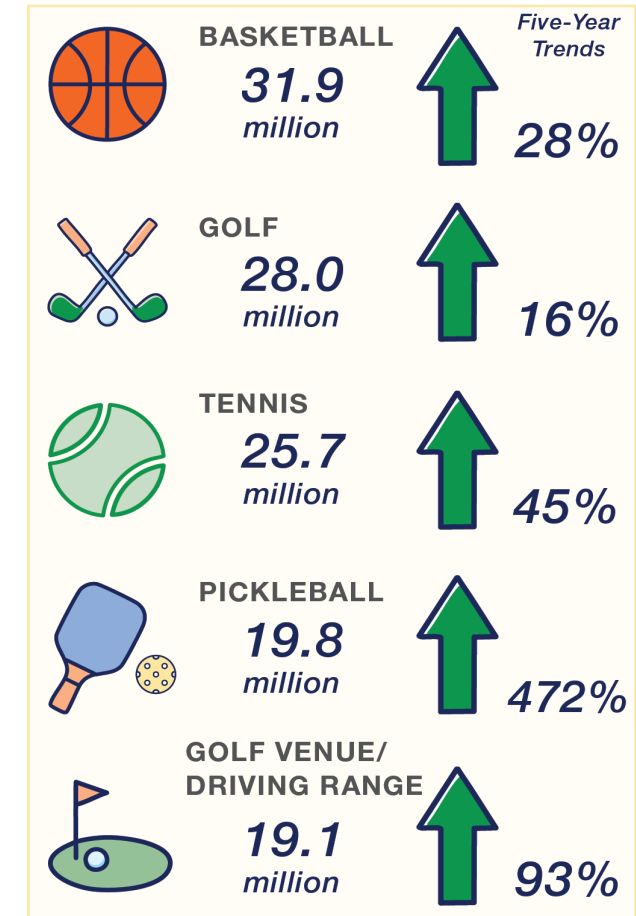 Five-Year
Trends
BASKETBALL
31.9
million
28%
GOLF
28.0
million
16%
TENNIS
25.7
million
45%
PICKLEBALL
19.8
million
472%
GOLF VENUE/
DRIVING RANGE
19.1
million
93%